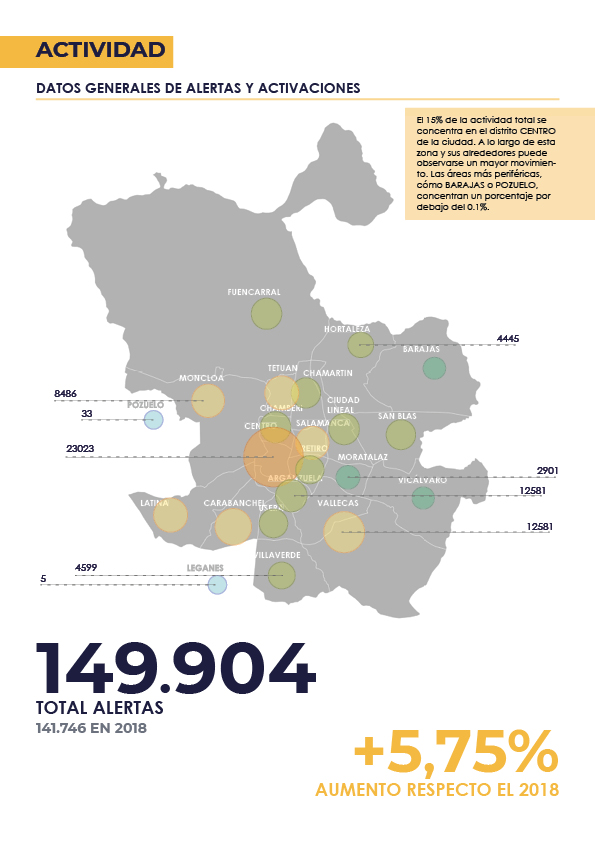 ACTIVIDAD
DATOS GENERALES DE ALERTAS Y ACTIVACIONES
El 15% de la actividad total se
concentra en el distrito CENTRO
de la ciudad. A lo largo de esta
zona y sus alrededores puede
observarse un mayor movimien-
to. Las áreas más periféricas,
cómo BARAJAS o POZUELO,
concentran un porcentaje por
debajo del 0.1%.
FUENCARRAL
HORTALEZA
4445
BARAJAS
TETUAN
CHAMARTIN
MONCLOA
8486
POZUELO
33
CHAMBERI
CIUDAD
LINEAL
SAN BLAS
CENTRO
SALAMANCA
23023
RETIRO
MORATALAZ
2901
ARGANZUELA
VICALVARO
12581
LATINA
CARABANCHEL
USERA
VALLECAS
12581
VILLAVERDE
4599
LEGANES
5
149.904
TOTAL ALERTAS
141.746 EN 2018
+5,75%
AUMENTO RESPECTO EL 2018